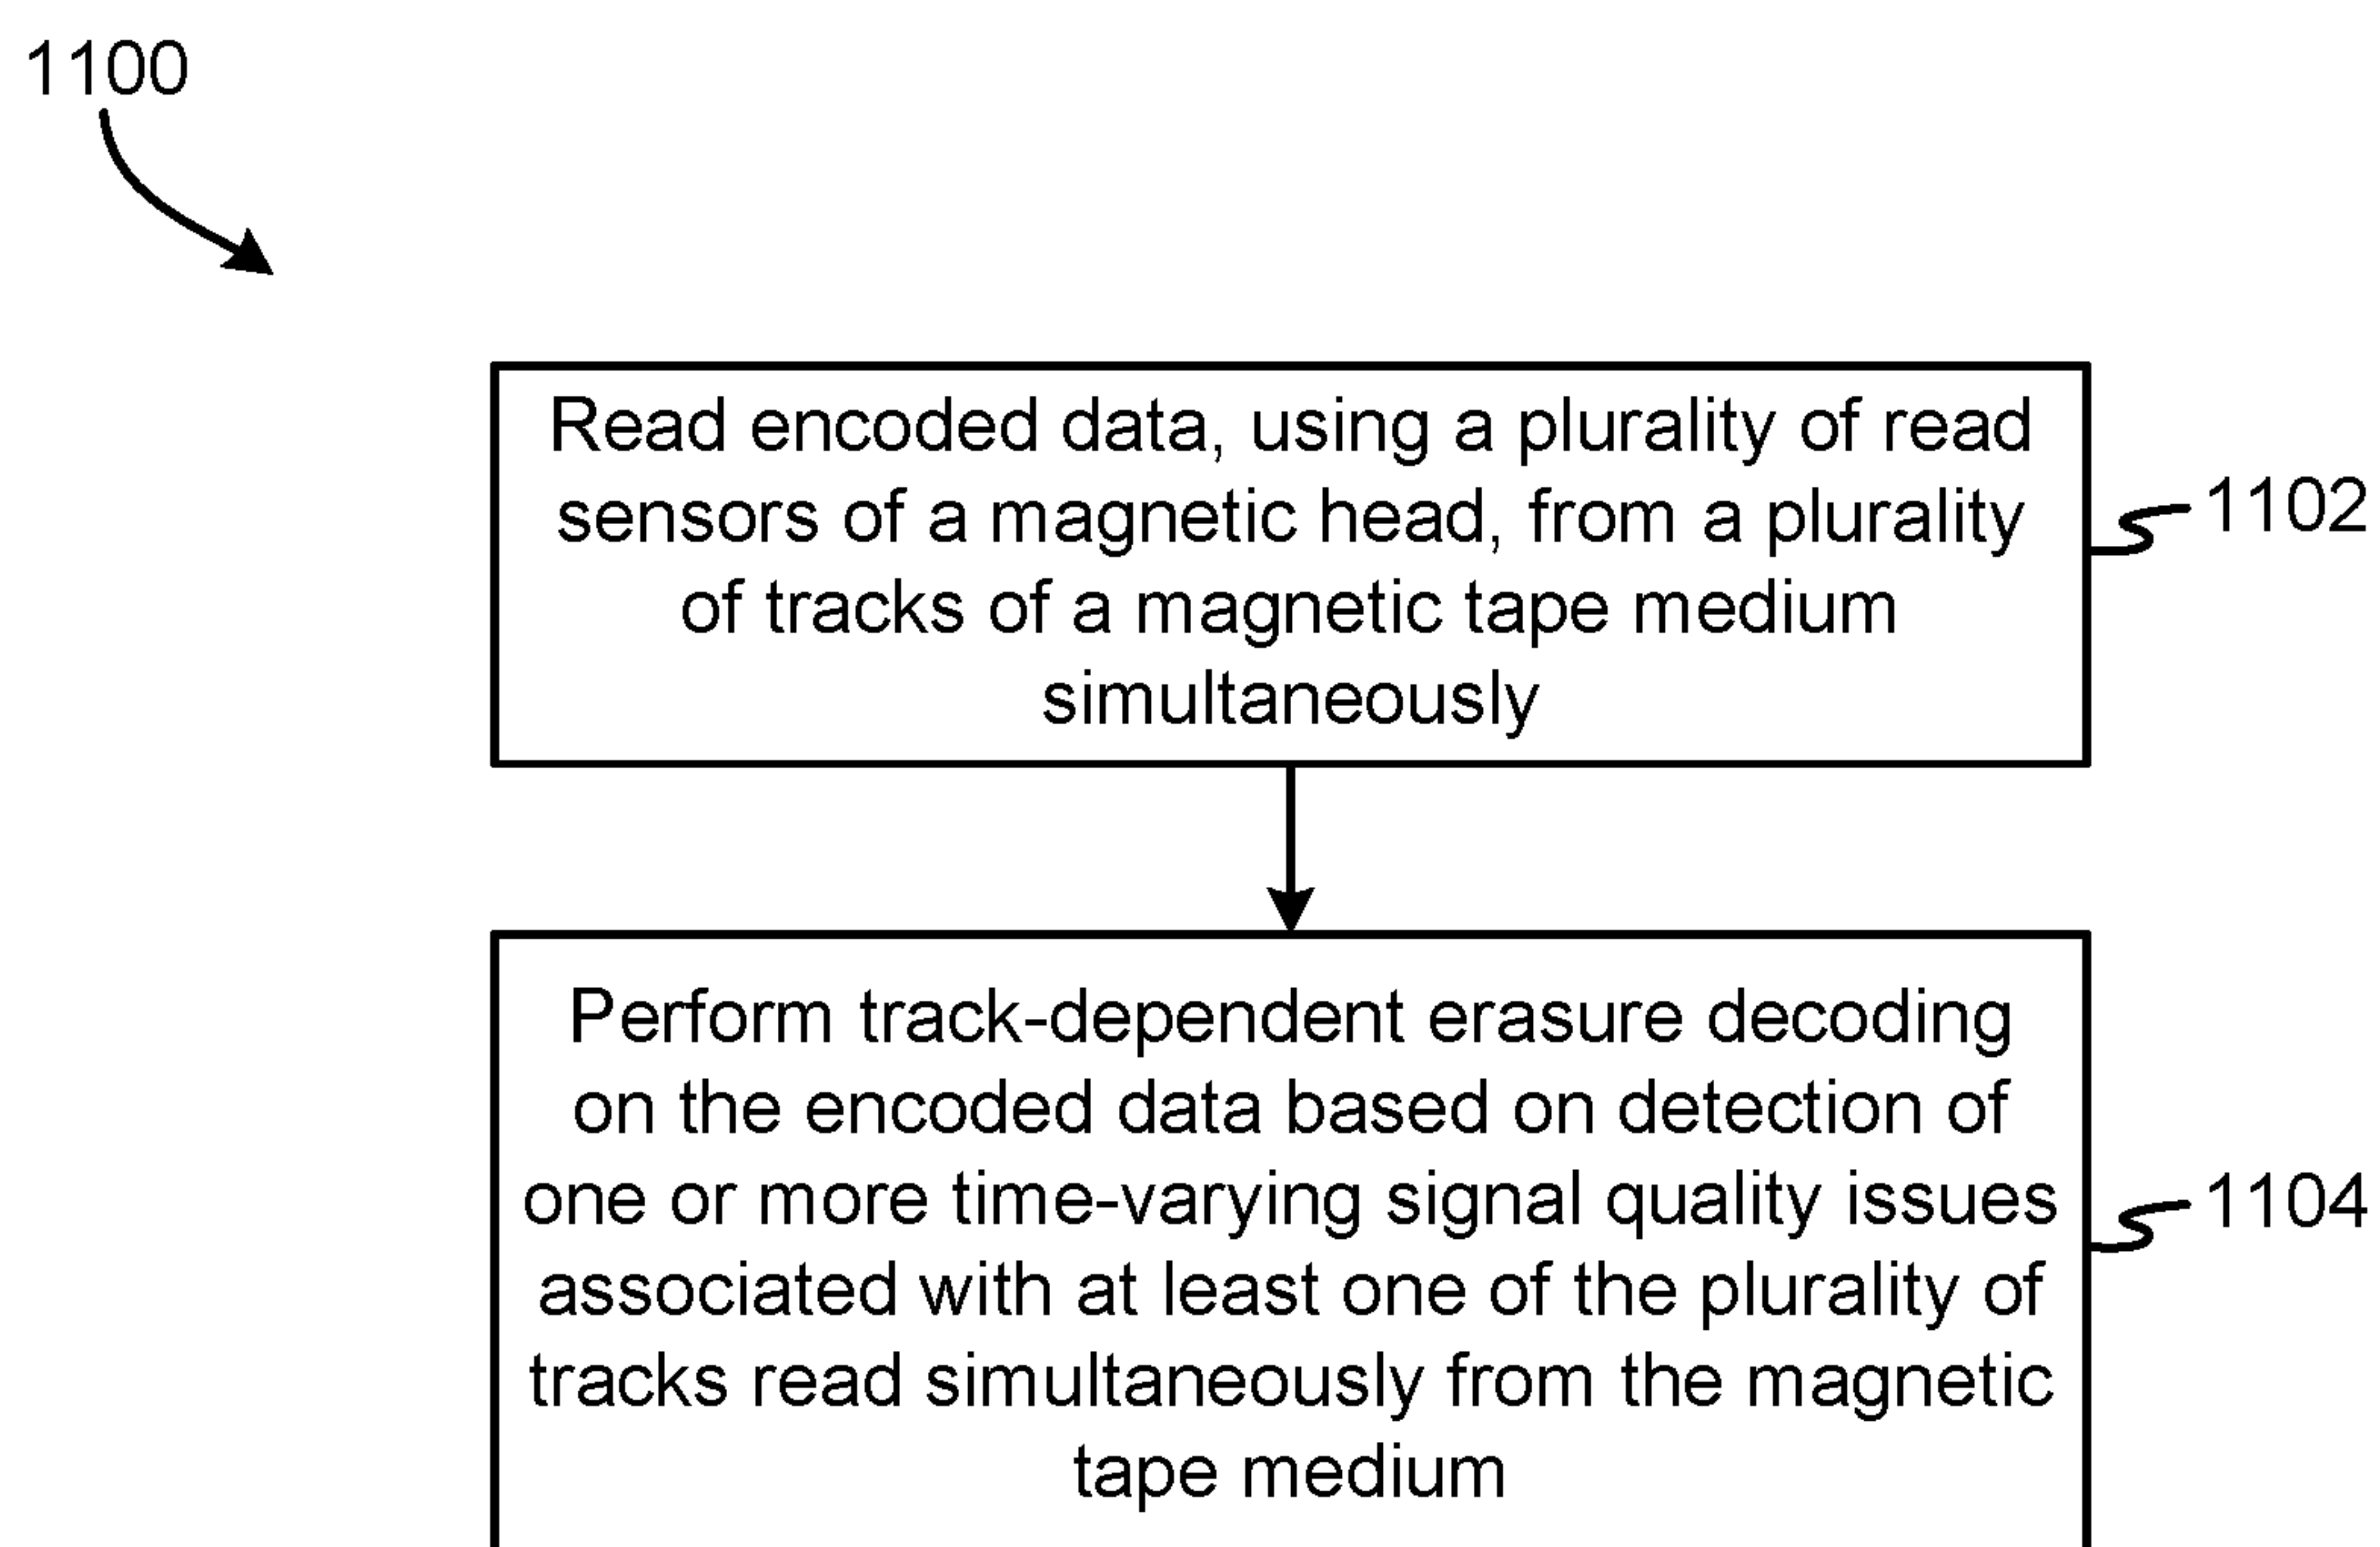 1100
Read encoded data, using a plurality of read
sensors of a magnetic head, from a plurality
of tracks of a magnetic tape medium
simultaneously
1102
Perform track-dependent erasure decoding
on the encoded data based on detection of
one or more time-varying signal quality issues
associated with at least one of the plurality of
tracks read simultaneously from the magnetic
tape medium
1104